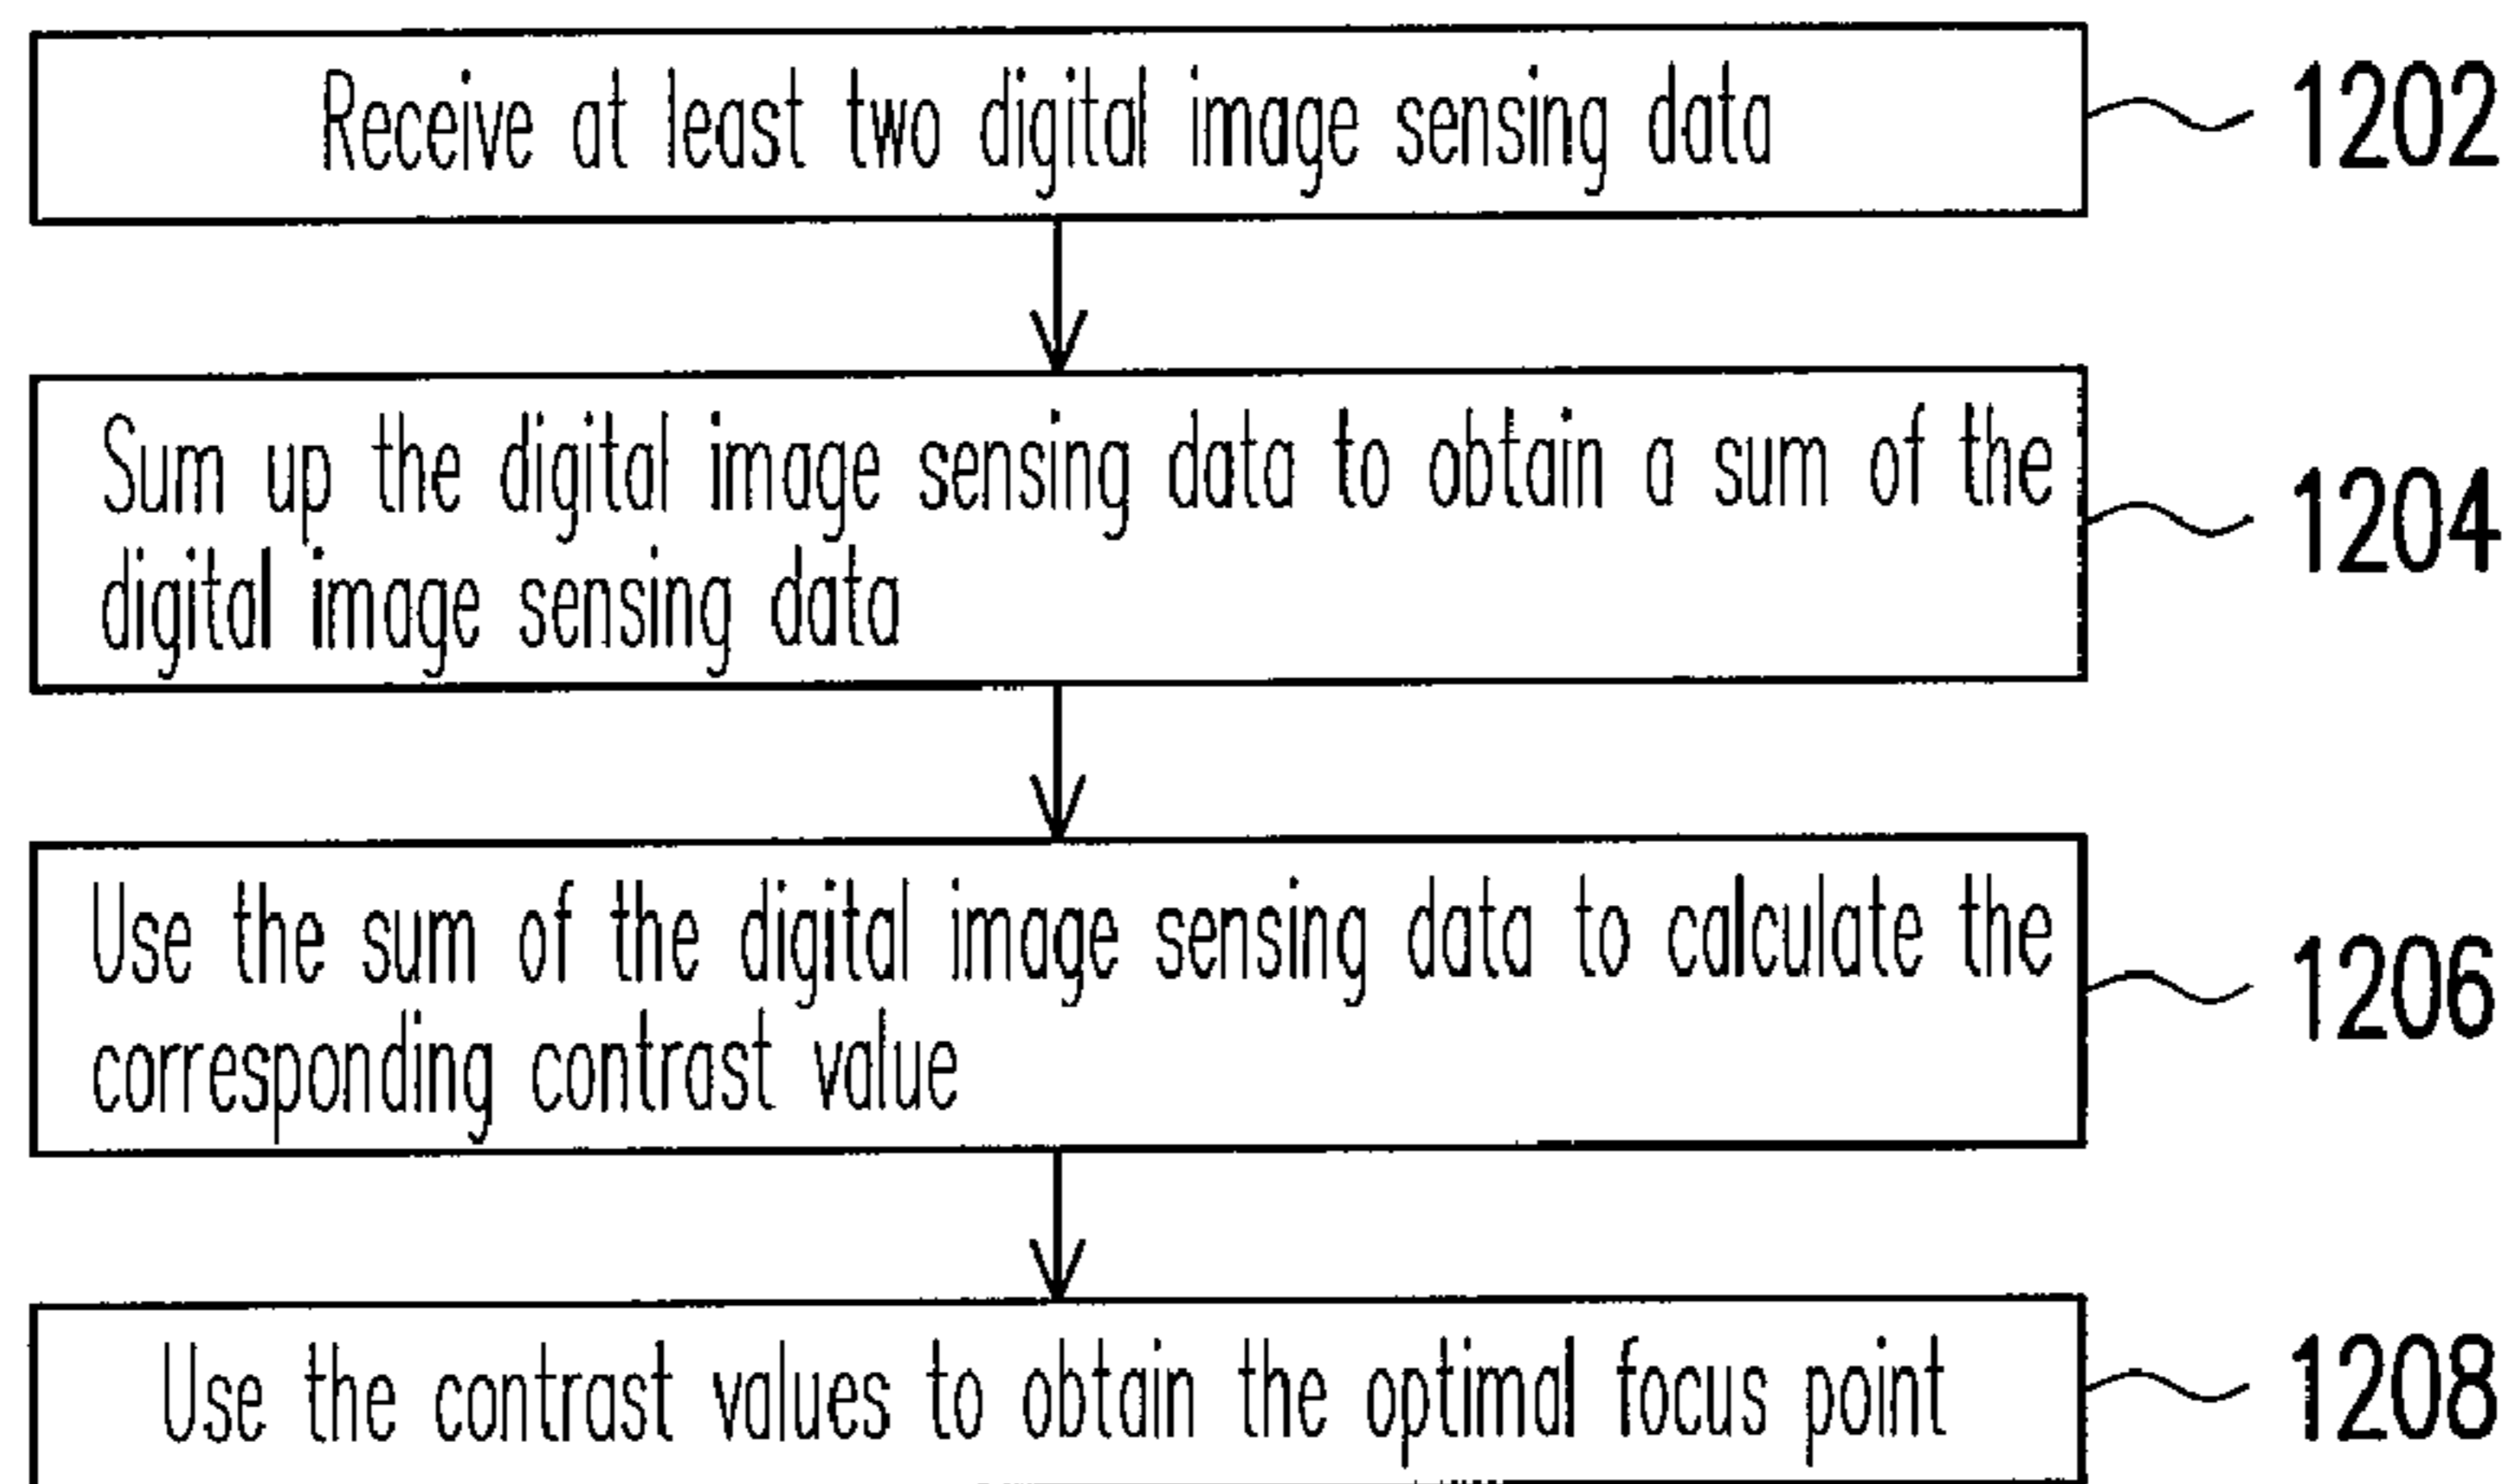 Receive at least two digital image sensing data
1202
Sum up the digital image sensing data to obtain a sum of the
digital image sensing data
1204
Use the sum of the digital image sensing data to calculate the
corresponding contrast value
1206
Use the contrast values to obtain the optimal focus point
1208